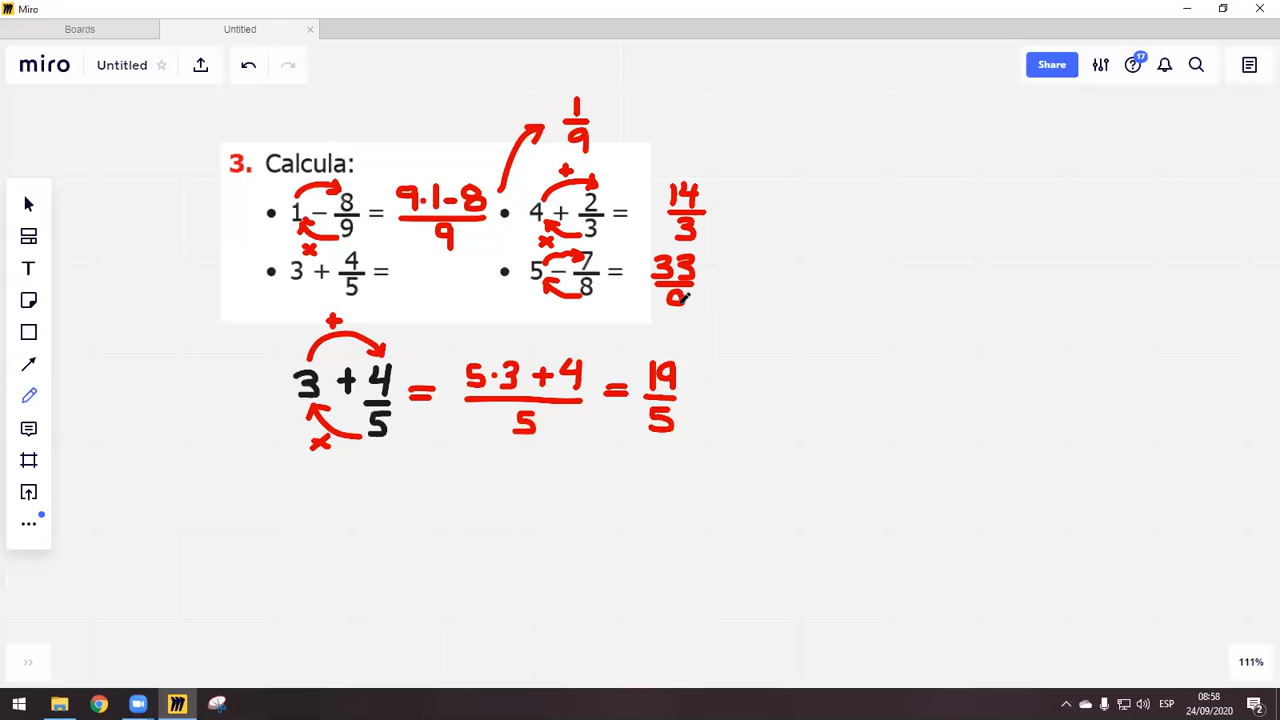 Miro
Boards
Untitled
miro
Untitled
Share
17
1/9
3. Calcula:
• 1 − 8/9 = (9·1−8)/9
+
x
• 4 + 2/3 = 14/3
x
• 3 + 4/5 =
• 5 − 7/8 = 33/8
+
3 + 4/5 = (5·3+4)/5 = 19/5
x
111%
08:58
ESP
24/09/2020
2